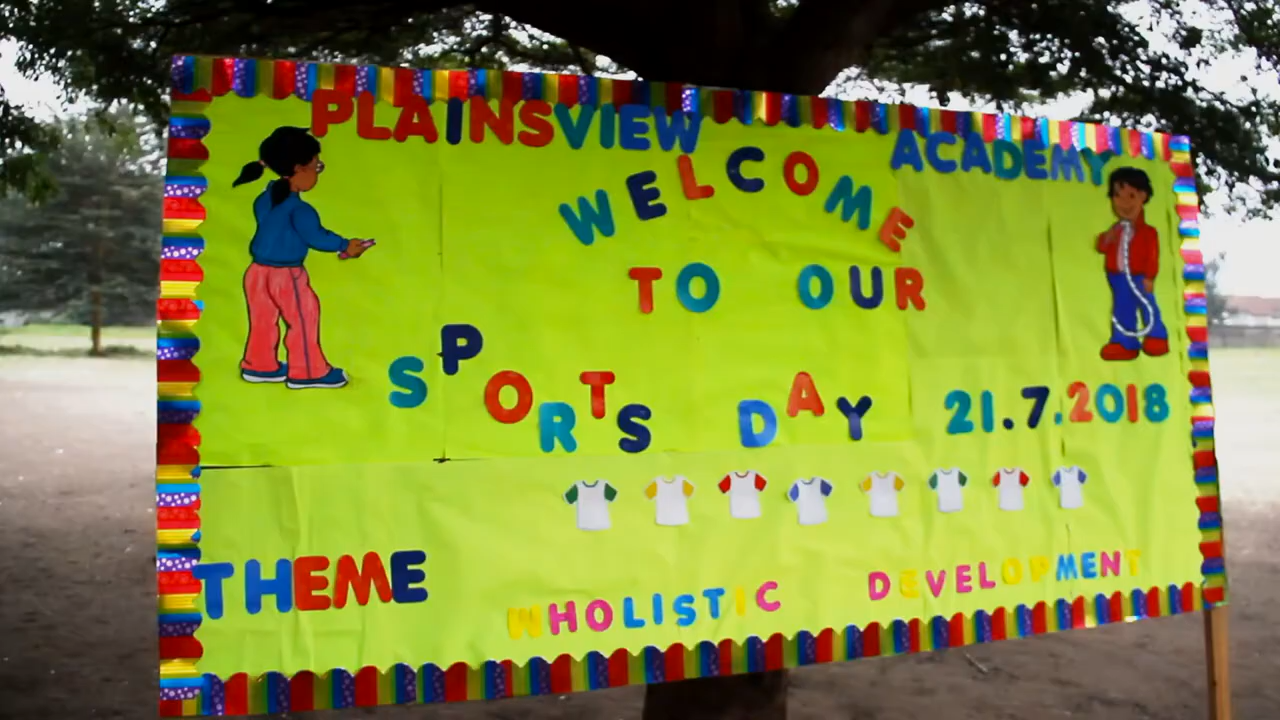 PLAINSVIEW ACADEMY
WELCOME
TO OUR
SPORTS DAY 21.7.2018
THEME WHOLISTIC DEVELOPMENT